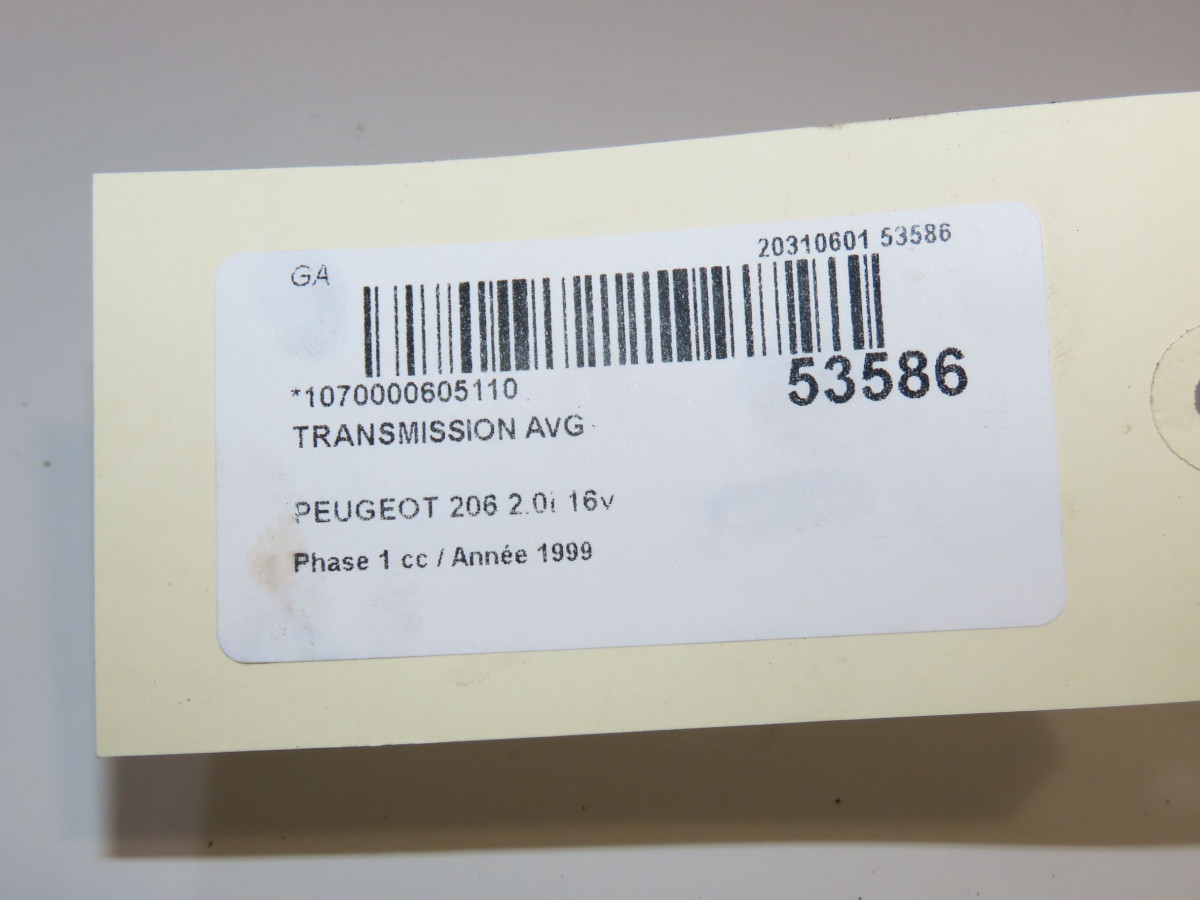 GA
20310601 53586
*1070000605110
53586
TRANSMISSION AVG
PEUGEOT 206 2.0i 16v
Phase 1 cc / Année 1999